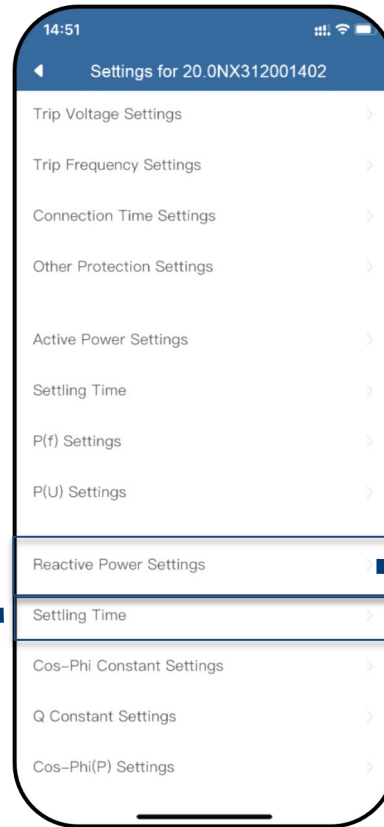 14:51
Settings for 20.0NX312001402
Trip Voltage Settings
Trip Frequency Settings
Connection Time Settings
Other Protection Settings
Active Power Settings
Settling Time
P(f) Settings
P(U) Settings
Reactive Power Settings
Settling Time
Cos-Phi Constant Settings
Q Constant Settings
Cos-Phi(P) Settings